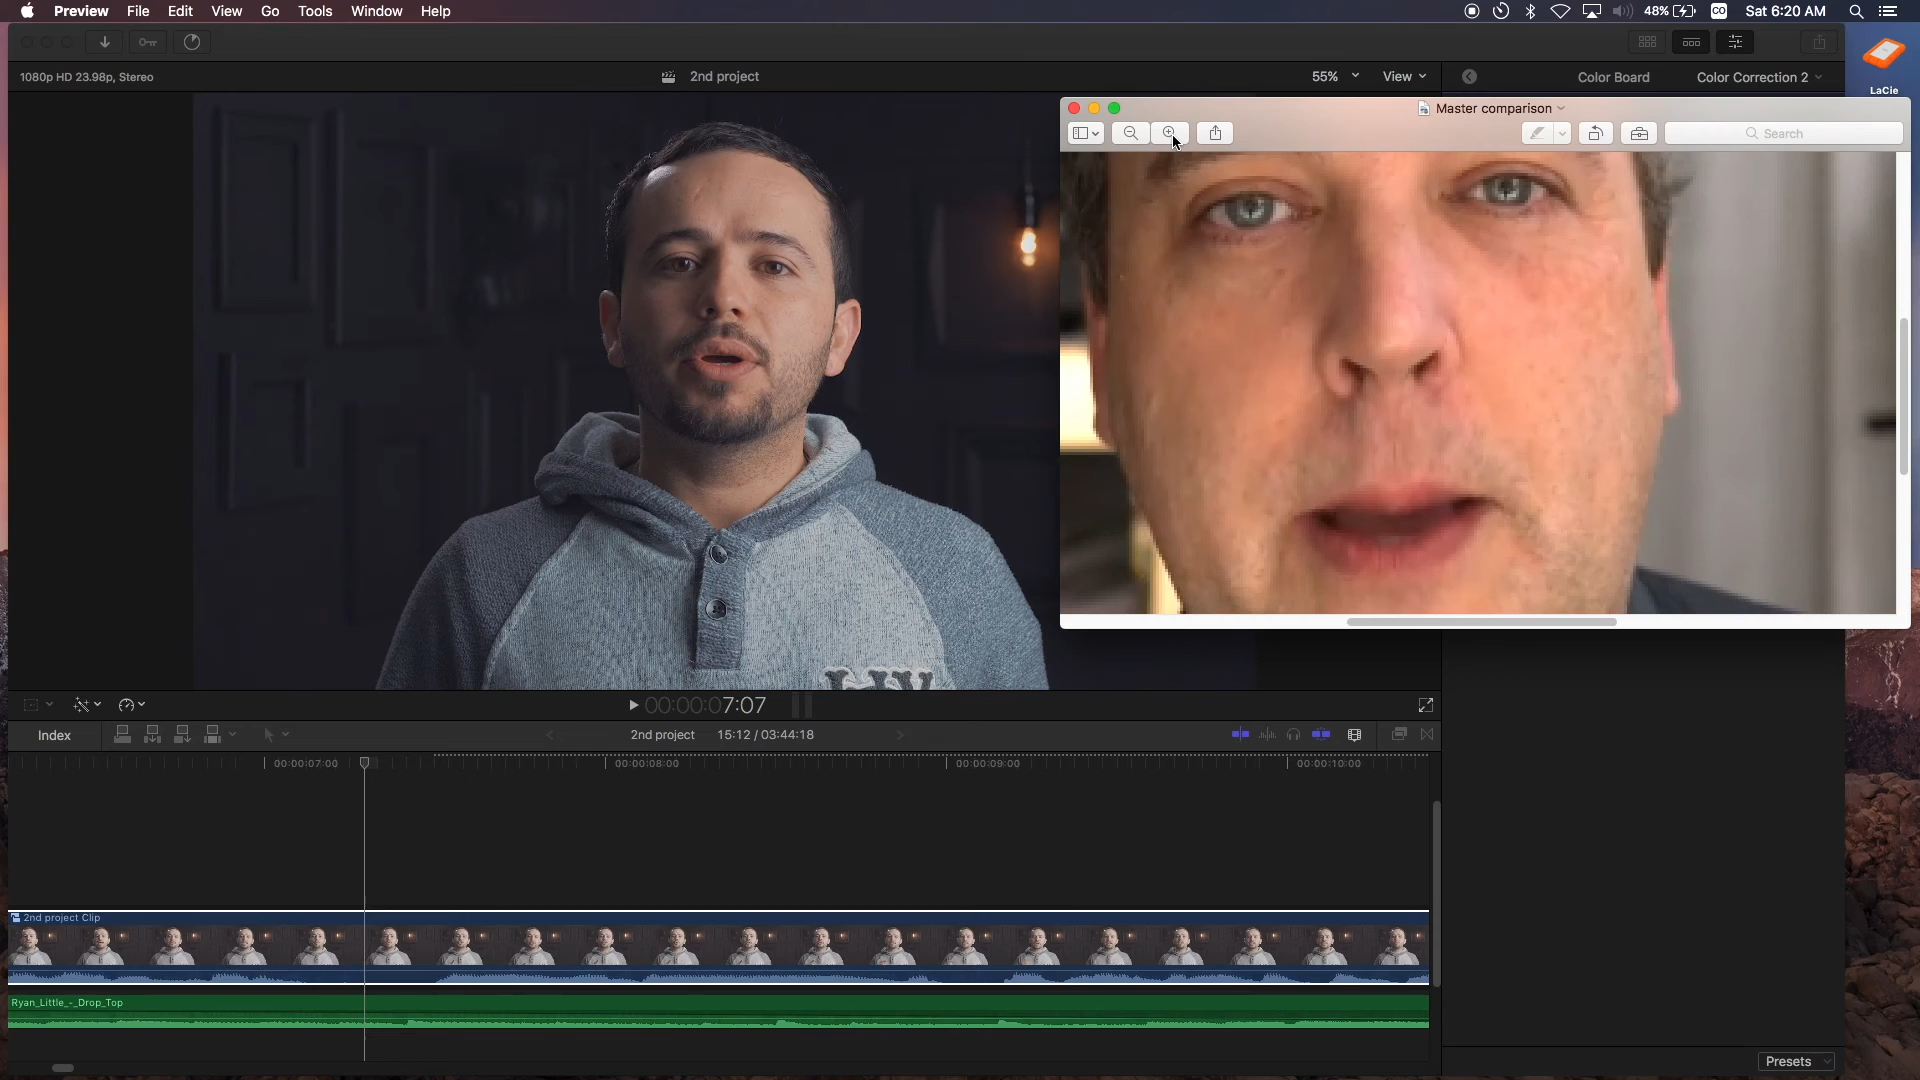 Preview File Edit View Go Tools Window Help
48% CO Sat 6:20 AM
1080p HD 23.98p, Stereo
2nd project
55% View
Color Board Color Correction 2
LaCie
Master comparison
Search
00:00:07:07
Index
2nd project 15:12 / 03:44:18
00:00:07:00 00:00:08:00 00:00:09:00 00:00:10:00
2nd project Clip
Ryan_Little_-_Drop_Top
Presets